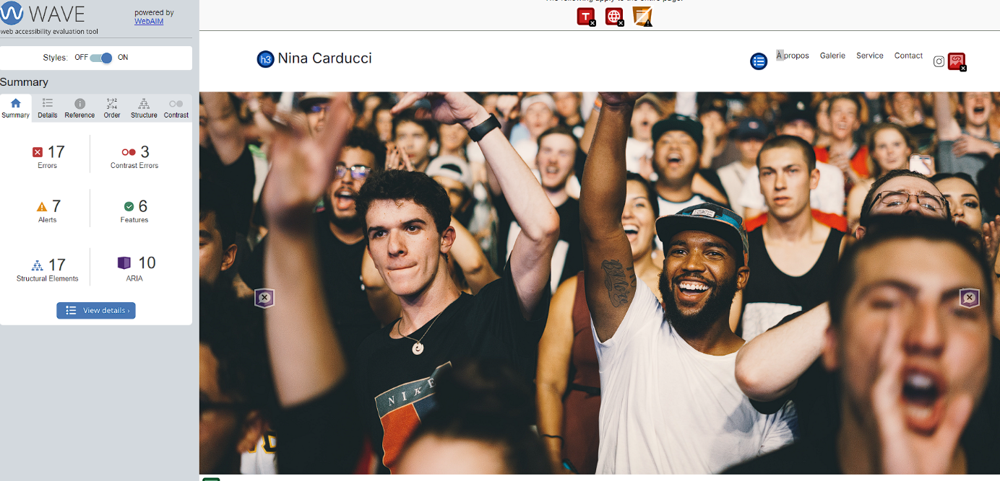 The following apply to the entire page:
WAVE
powered by
WebAIM
web accessibility evaluation tool
T
h3 Nina Carducci
À propos Galerie Service Contact
Styles: OFF ON
Summary
Summary Details Reference Order Structure Contrast
17
Errors
3
Contrast Errors
7
Alerts
6
Features
17
Structural Elements
10
ARIA
View details ›
NIKE